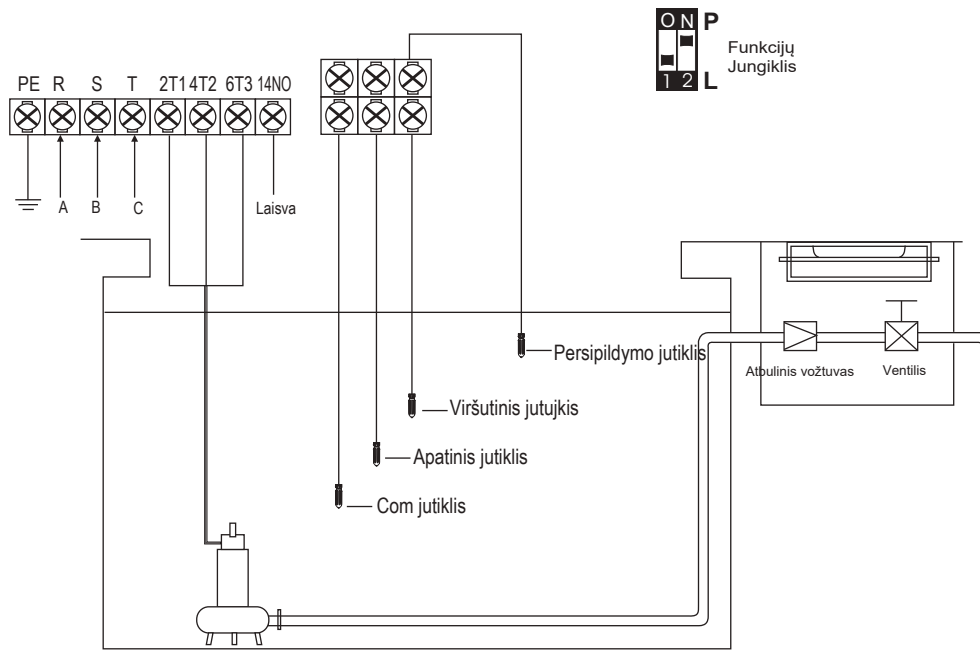 ON P
Funkcijų
Jungiklis
1 2 L
PE R S T 2T1 4T2 6T3 14NO
A B C Laisva
Persipildymo jutiklis
Atbulinis vožtuvas
Ventilis
Viršutinis jutujkis
Apatinis jutiklis
Com jutiklis